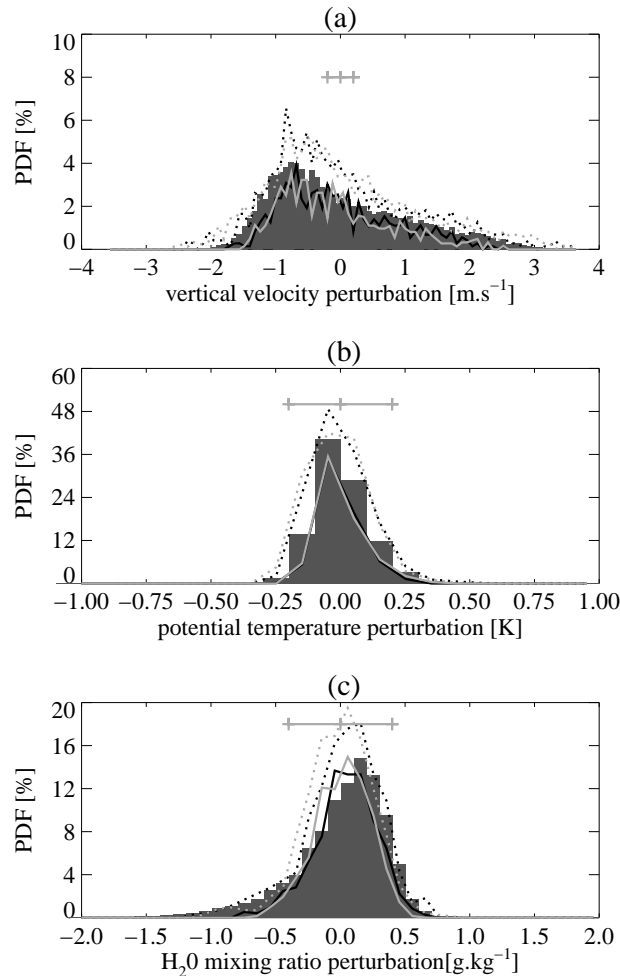 (a)
10
8
6
4
2
0
PDF [%]
−4 −3 −2 −1 0 1 2 3 4
vertical velocity perturbation [m.s⁻¹]
(b)
60
48
36
24
12
0
PDF [%]
−1.00 −0.75 −0.50 −0.25 0.00 0.25 0.50 0.75 1.00
potential temperature perturbation [K]
(c)
20
16
12
8
4
0
PDF [%]
−2.0 −1.5 −1.0 −0.5 0.0 0.5 1.0 1.5 2.0
H₂0 mixing ratio perturbation[g.kg⁻¹]